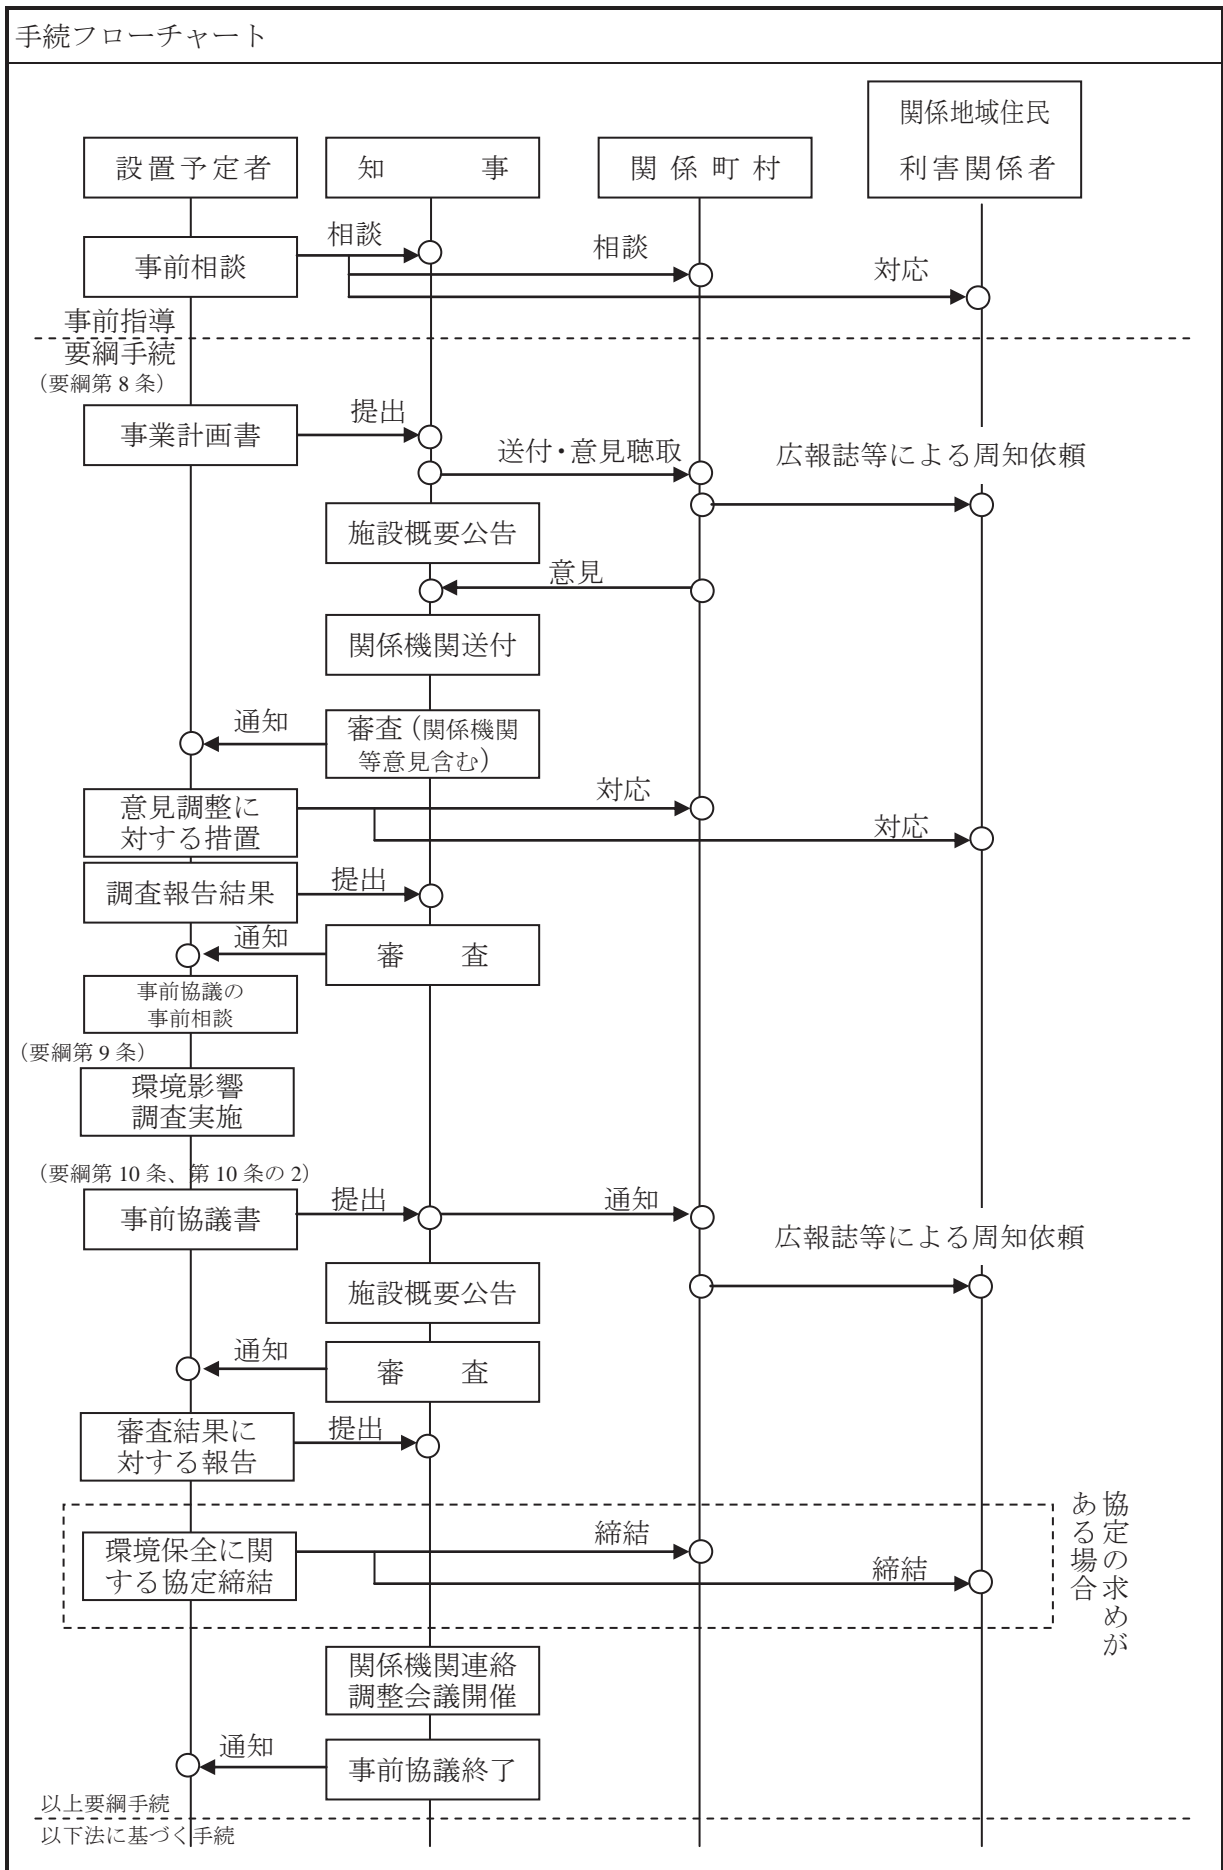 手続フローチャート
設置予定者
知事
関係町村
関係地域住民
利害関係者
事前相談
相談
相談
対応
事前指導
要綱手続
（要綱第8条）
事業計画書
提出
送付・意見聴取
広報誌等による周知依頼
施設概要公告
意見
関係機関送付
通知
審査（関係機関
等意見含む）
意見調整に
対する措置
対応
対応
調査報告結果
提出
通知
審査
事前協議の
事前相談
（要綱第9条）
環境影響
調査実施
（要綱第10条、第10条の2）
事前協議書
提出
通知
広報誌等による周知依頼
施設概要公告
通知
審査
審査結果に
対する報告
提出
協定の求めが
ある場合
環境保全に関
する協定締結
締結
締結
関係機関連絡
調整会議開催
通知
事前協議終了
以上要綱手続
以下法に基づく手続